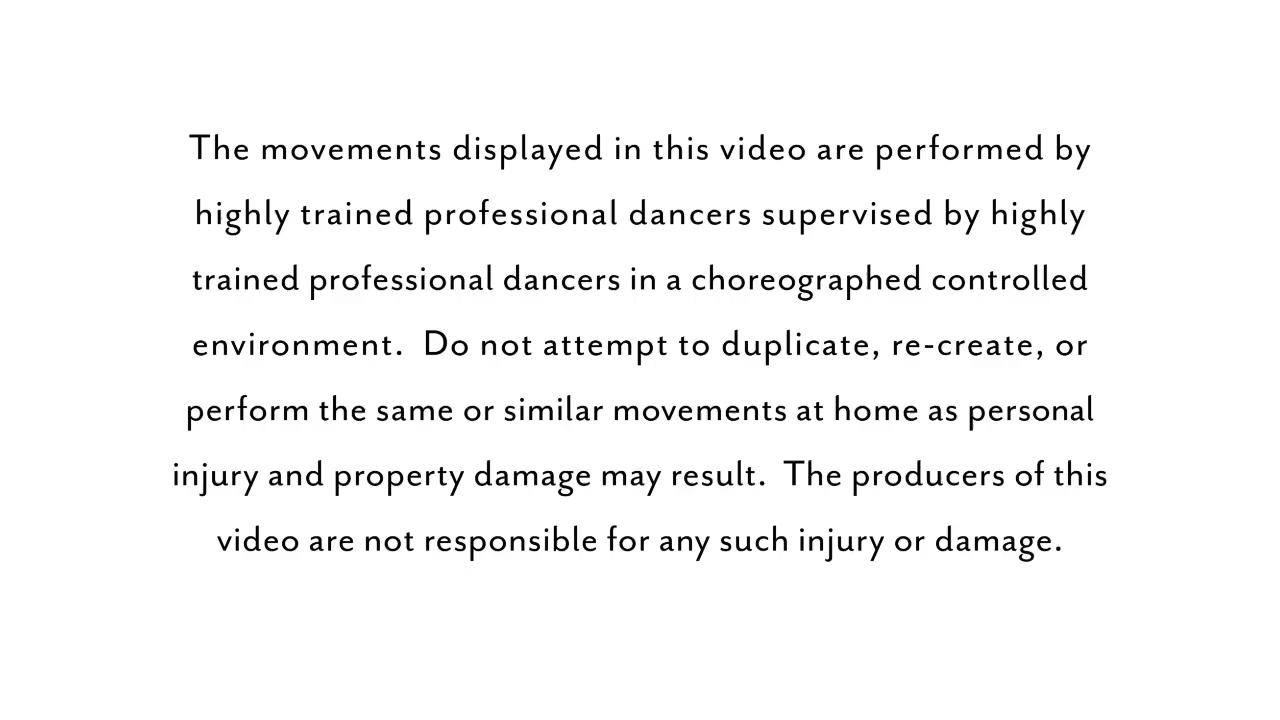 The movements displayed in this video are performed by
highly trained professional dancers supervised by highly
trained professional dancers in a choreographed controlled
environment.  Do not attempt to duplicate, re-create, or
perform the same or similar movements at home as personal
injury and property damage may result.  The producers of this
video are not responsible for any such injury or damage.